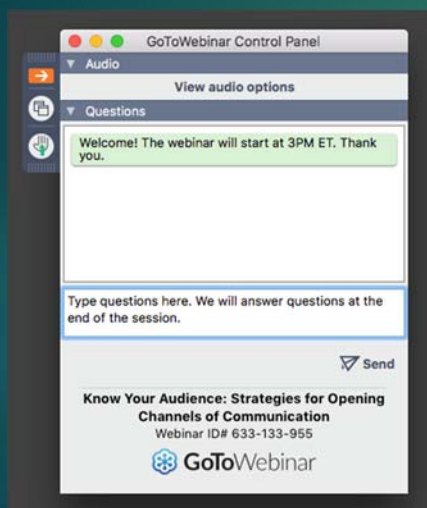 GoToWebinar Control Panel
Audio
View audio options
Questions
Welcome! The webinar will start at 3PM ET. Thank
you.
Type questions here. We will answer questions at the
end of the session.
Send
Know Your Audience: Strategies for Opening
Channels of Communication
Webinar ID# 633-133-955
GoToWebinar